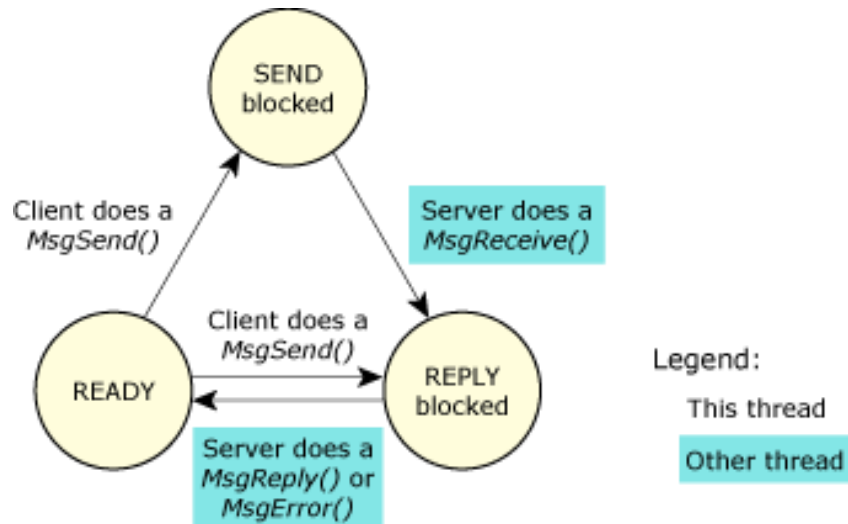 SEND
blocked
Client does a
MsgSend()
Server does a
MsgReceive()
Client does a
MsgSend()
READY
REPLY
blocked
Server does a
MsgReply() or
MsgError()
Legend:
This thread
Other thread